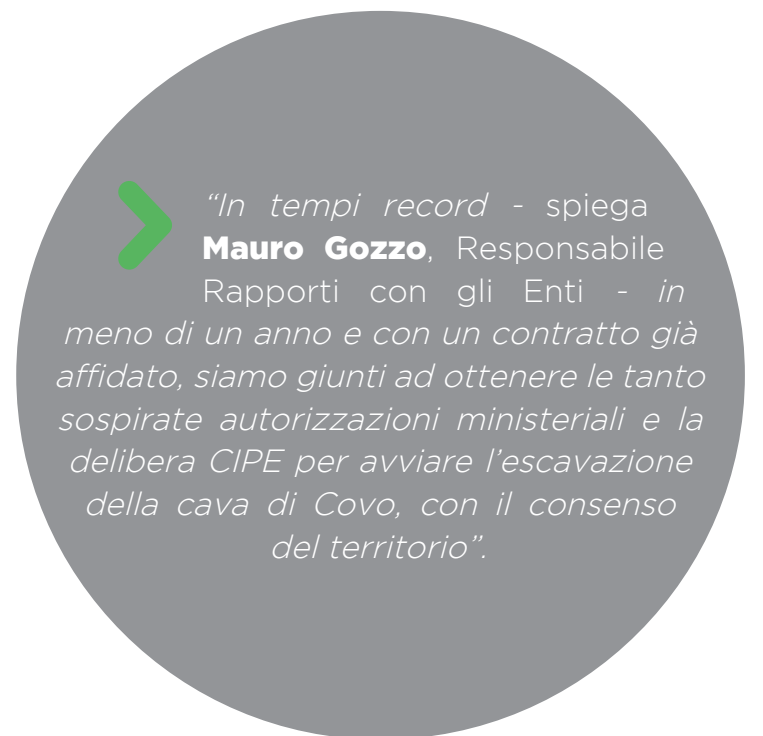 “In tempi record - spiega
Mauro Gozzo, Responsabile
Rapporti con gli Enti - in
meno di un anno e con un contratto già
affidato, siamo giunti ad ottenere le tanto
sospirate autorizzazioni ministeriali e la
delibera CIPE per avviare l’escavazione
della cava di Covo, con il consenso
del territorio”.